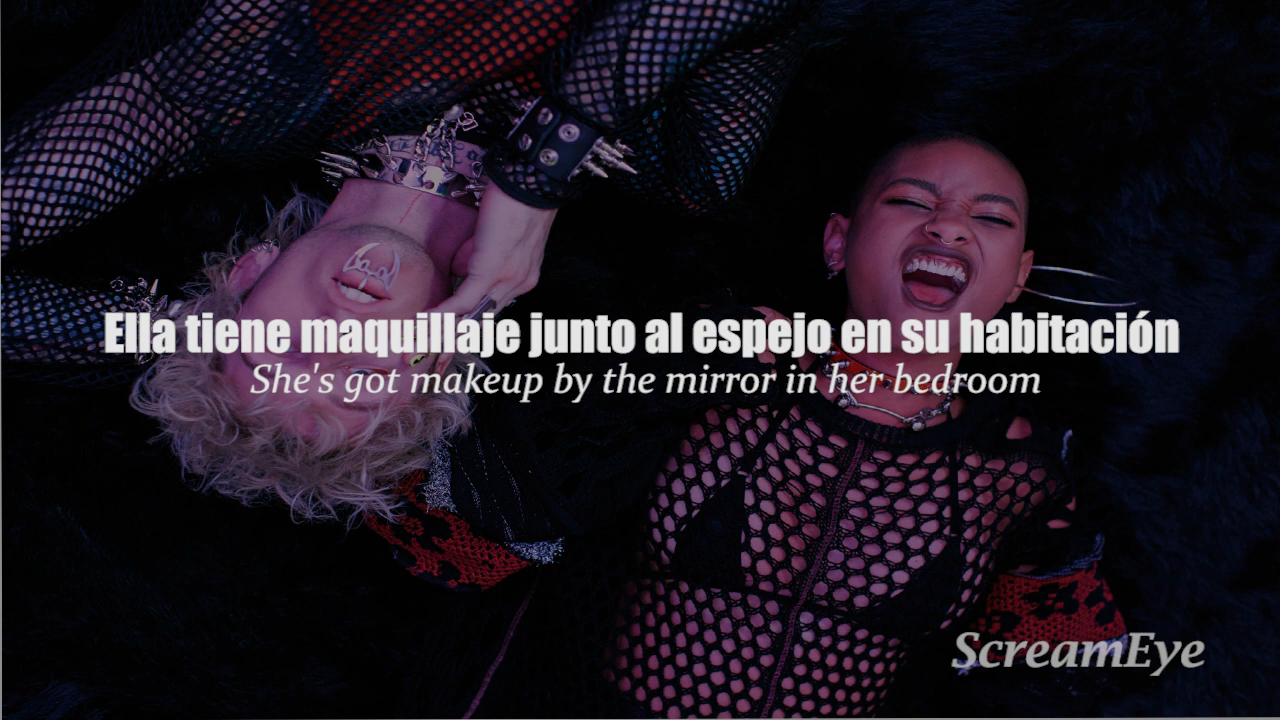 Ella tiene maquillaje junto al espejo en su habitación
She's got makeup by the mirror in her bedroom
ScreamEye